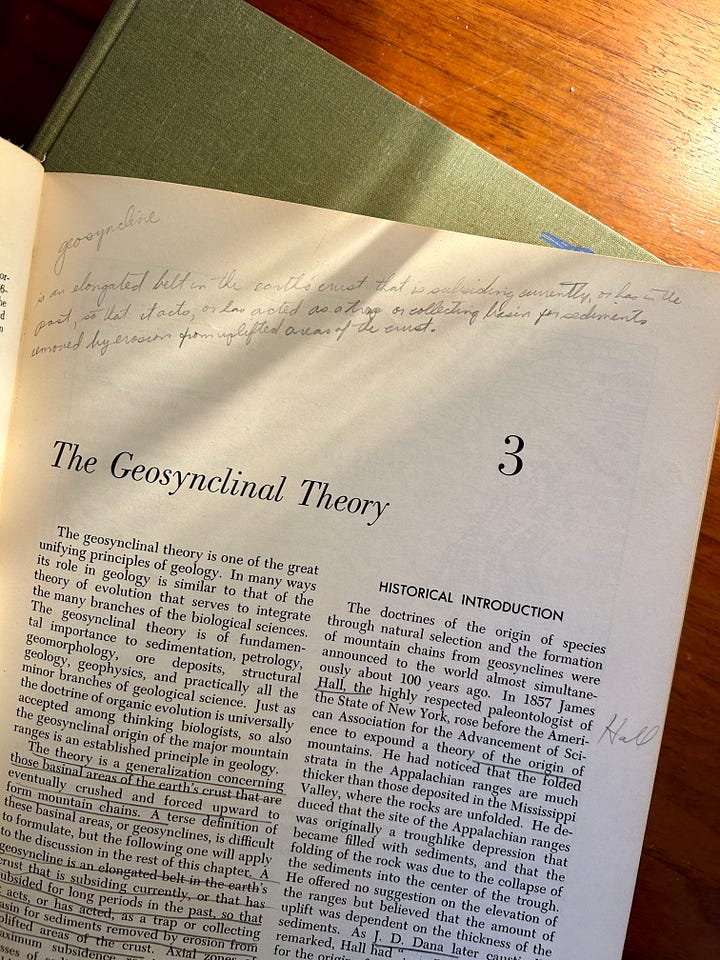 geosyncline
is an elongated belt in the earth's crust that is subsiding currently, or has in the
past, so that it acts, or has acted as a trap or collecting basin for sediments
removed by erosion from uplifted areas of the crust.
3
The Geosynclinal Theory
The geosynclinal theory is one of the great
unifying principles of geology. In many ways
its role in geology is similar to that of the
theory of evolution that serves to integrate
the many branches of the biological sciences.
The geosynclinal theory is of fundamen-
tal importance to sedimentation, petrology,
geomorphology, ore deposits, structural
geology, geophysics, and practically all the
minor branches of geological science. Just as
the doctrine of organic evolution is universally
accepted among thinking biologists, so also
the geosynclinal origin of the major mountain
ranges is an established principle in geology.
The theory is a generalization concerning
those basinal areas of the earth's crust that are
eventually crushed and forced upward to
form mountain chains. A terse definition of
these basinal areas, or geosynclines, is difficult
to formulate, but the following one will apply
to the discussion in the rest of this chapter. A
geosyncline is an elongated belt in the earth's
crust that is subsiding currently, or that has
subsided for long periods in the past, so that
acts, or has acted, as a trap or collecting
basin for sediments removed by erosion from
uplifted areas of the crust. Axial zones of
maximum subsidence
HISTORICAL INTRODUCTION
The doctrines of the origin of species
through natural selection and the formation
of mountain chains from geosynclines were
announced to the world almost simultane-
ously about 100 years ago. In 1857 James
Hall, the highly respected paleontologist of
the State of New York, rose before the Ameri-
can Association for the Advancement of Sci-
ence to expound a theory of the origin of
mountains. He had noticed that the folded
strata in the Appalachian ranges are much
thicker than those deposited in the Mississippi
Valley, where the rocks are unfolded. He de-
duced that the site of the Appalachian ranges
was originally a troughlike depression that
became filled with sediments, and that the
folding of the rock was due to the collapse of
the sediments into the center of the trough.
He offered no suggestion on the elevation of
the ranges but believed that the amount of
uplift was dependent on the thickness of the
sediments. As J. D. Dana later
remarked, Hall had
for the origin
Hall